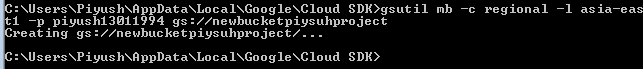 C:\Users\Piyush\AppData\Local\Google\Cloud SDK>gsutil mb -c regional -l asia-eas
t1 -p piyush13011994 gs://newbucketpiysuhproject
Creating gs://newbucketpiysuhproject/...
C:\Users\Piyush\AppData\Local\Google\Cloud SDK>